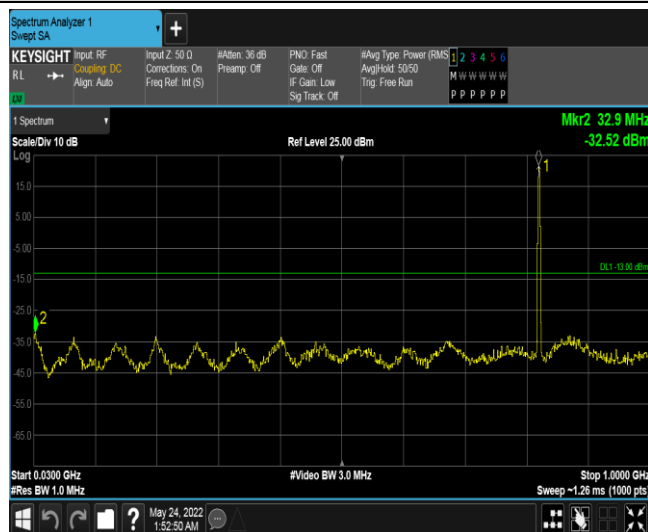 Spectrum Analyzer 1
Swept SA
KEYSIGHT
RL
LXI
Input: RF
Coupling: DC
Align: Auto
Input Z: 50 Ω
Corrections: On
Freq Ref: Int (S)
#Atten: 36 dB
Preamp: Off
PNO: Fast
Gate: Off
IF Gain: Low
Sig Track: Off
#Avg Type: Power (RMS
Avg|Hold: 50/50
Trig: Free Run
1 2 3 4 5 6
M W W W W W
P P P P P P
1 Spectrum
Mkr2 32.9 MHz
-32.52 dBm
Scale/Div 10 dB
Ref Level 25.00 dBm
Log
1
15.0
5.00
-5.00
DL1 -13.00 dBm
-15.0
-25.0
2
-35.0
-45.0
-55.0
-65.0
Start 0.0300 GHz
#Video BW 3.0 MHz
Stop 1.0000 GHz
#Res BW 1.0 MHz
Sweep ~1.26 ms (1000 pts
?
May 24, 2022
1:52:50 AM